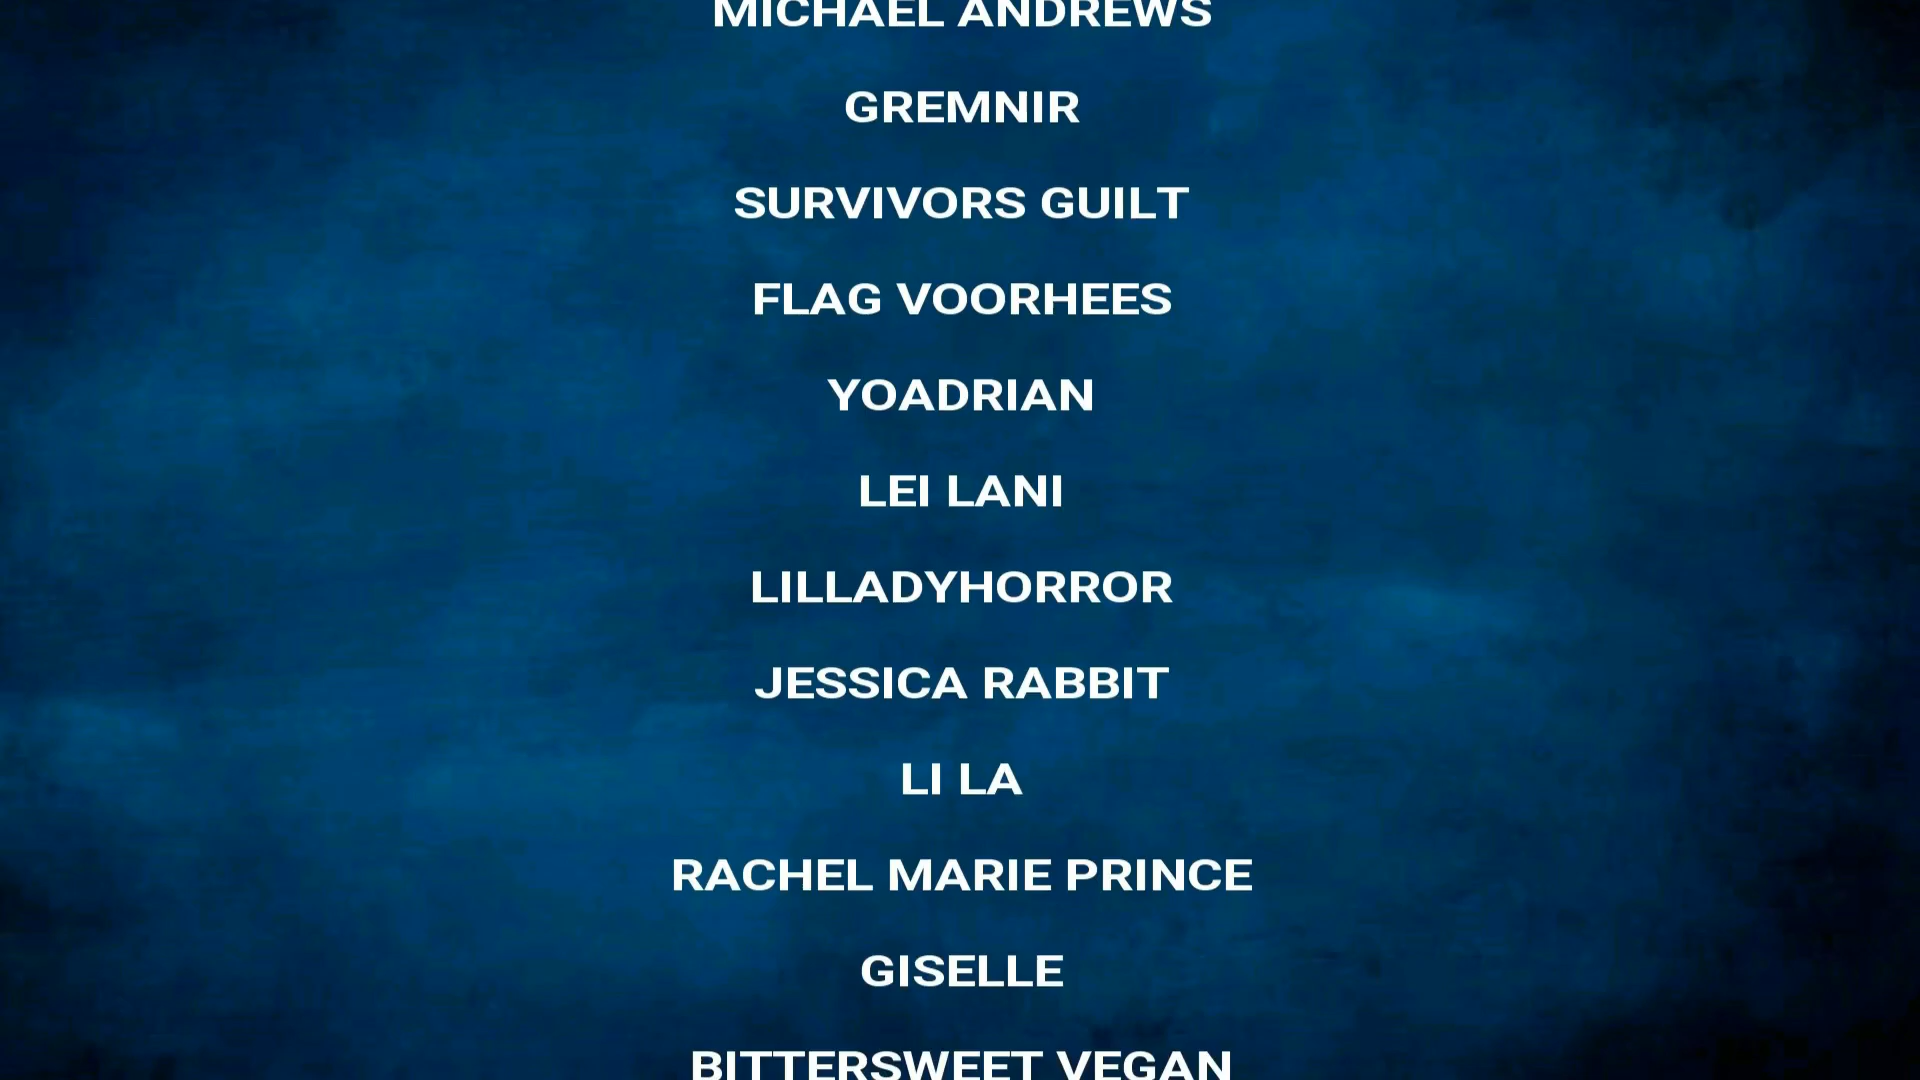 MICHAEL ANDREWS
GREMNIR
SURVIVORS GUILT
FLAG VOORHEES
YOADRIAN
LEI LANI
LILLADYHORROR
JESSICA RABBIT
LI LA
RACHEL MARIE PRINCE
GISELLE
BITTERSWEET VEGAN